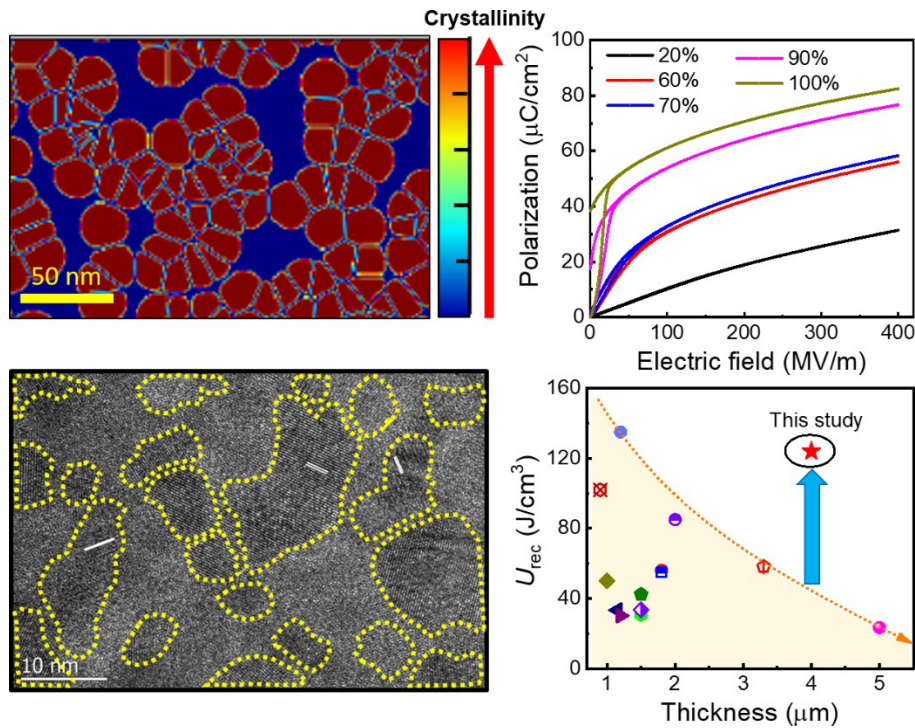 Crystallinity
50 nm
100
80
60
40
20
0
Polarization (μC/cm²)
20%
60%
70%
90%
100%
0 100 200 300 400
Electric field (MV/m)
10 nm
160
120
80
40
0
U_rec (J/cm³)
This study
1 2 3 4 5
Thickness (μm)